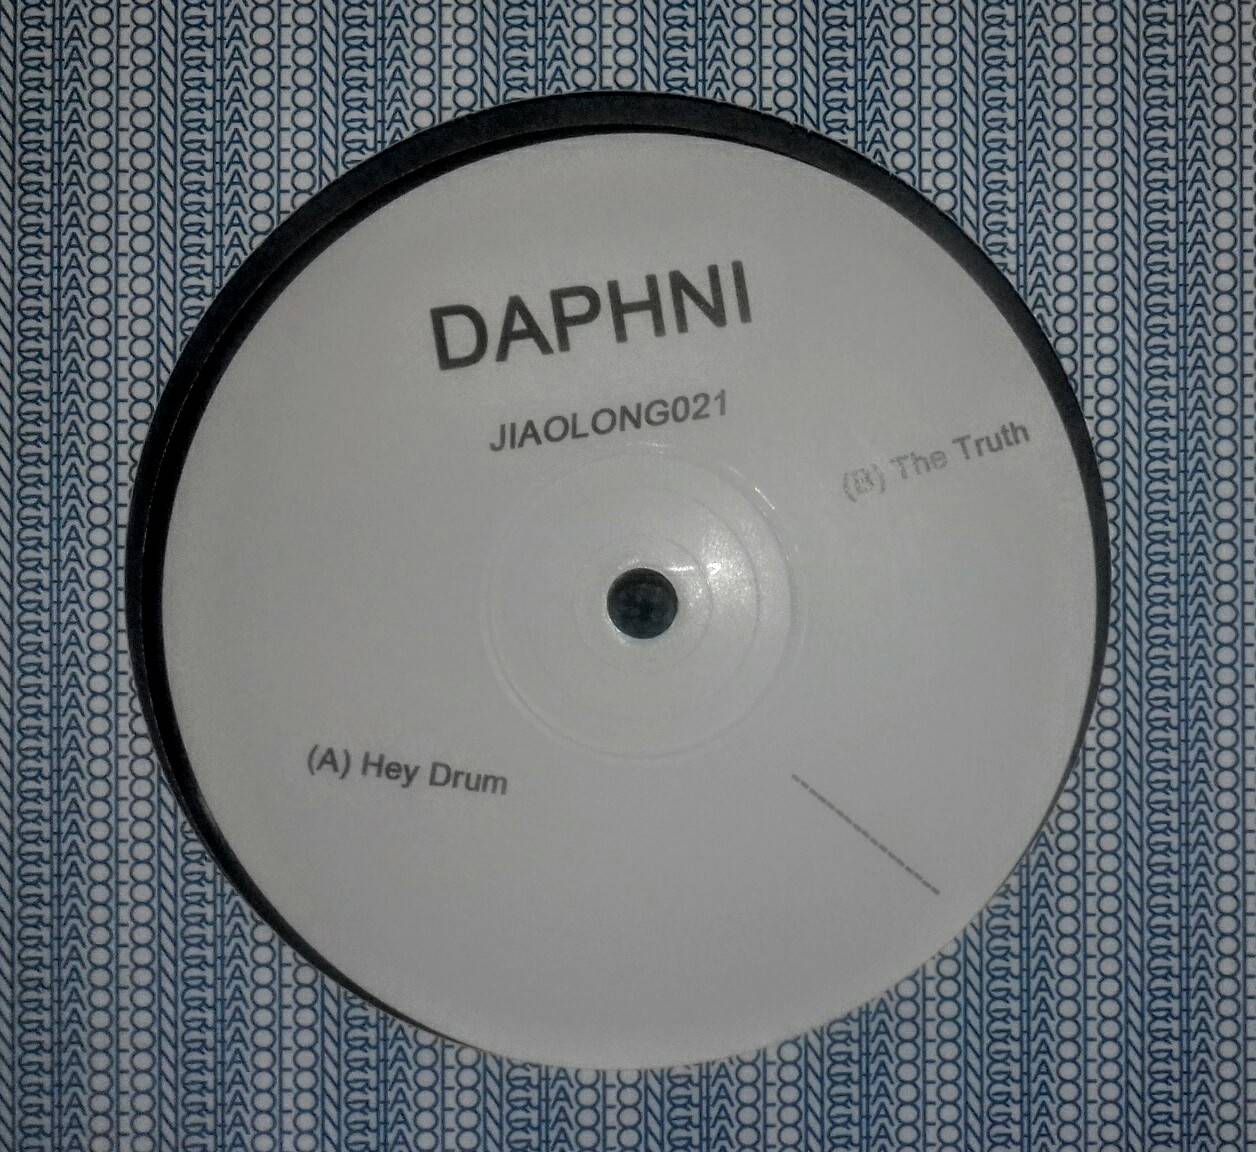 DAPHNI
JIAOLONG021
(B) The Truth
(A) Hey Drum